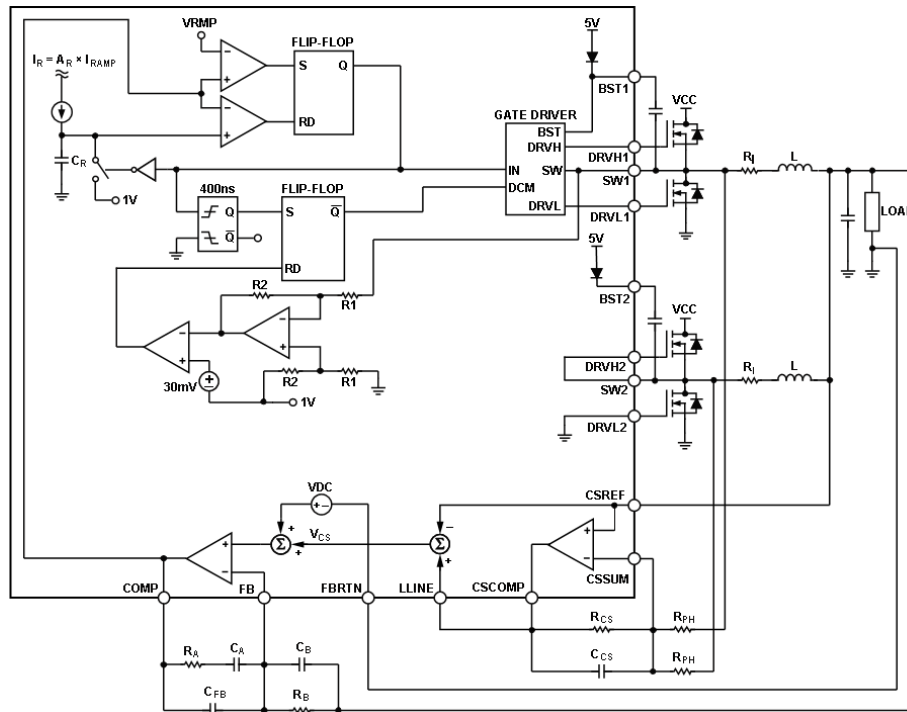 VRMP
FLIP-FLOP
5V
I_R = A_R × I_RAMP
S
Q
BST1
VCC
RD
GATE DRIVER
BST
DRVH
DRVH1
C_R
IN
SW
SW1
R_I
L
DCM
1V
400ns
FLIP-FLOP
DRVL
DRVL1
LOAD
Q
S
Q̅
Q̅
5V
RD
R2
R1
BST2
VCC
DRVH2
R2
R1
R_I
L
30mV
1V
SW2
DRVL2
VDC
CSREF
+ −
V_CS
Σ
Σ
COMP
FB
FBRTN
LLINE
CSCOMP
CSSUM
R_CS
R_PH
R_A
C_A
C_B
C_CS
R_PH
C_FB
R_B